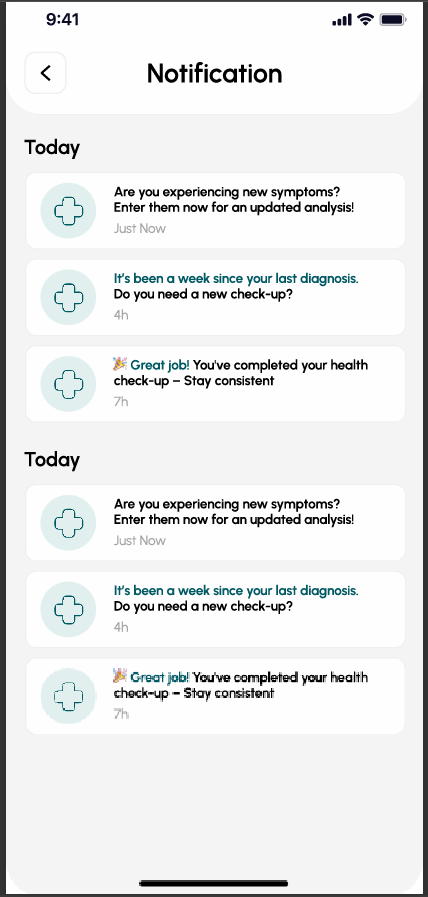 9:41
Notification
Today
Are you experiencing new symptoms?
Enter them now for an updated analysis!
Just Now
It's been a week since your last diagnosis.
Do you need a new check-up?
4h
🎉 Great job! You've completed your health
check-up – Stay consistent
7h
Today
Are you experiencing new symptoms?
Enter them now for an updated analysis!
Just Now
It's been a week since your last diagnosis.
Do you need a new check-up?
4h
🎉 Great job! You've completed your health
check-up – Stay consistent
7h